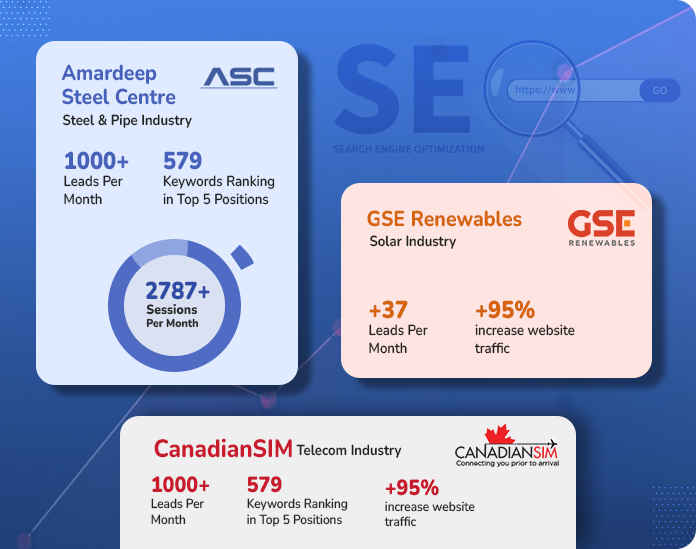 Amardeep
Steel Centre
ASC
Steel & Pipe Industry
1000+
Leads Per
Month
579
Keywords Ranking
in Top 5 Positions
2787+
Sessions
Per Month
SEO
https://www
GO
SEARCH ENGINE OPTIMIZATION
GSE Renewables
Solar Industry
GSE
RENEWABLES
+37
Leads Per
Month
+95%
increase website
traffic
CanadianSIM Telecom Industry
CANADIANSIM
Connecting you prior to arrival
1000+
Leads Per
Month
579
Keywords Ranking
in Top 5 Positions
+95%
increase website
traffic